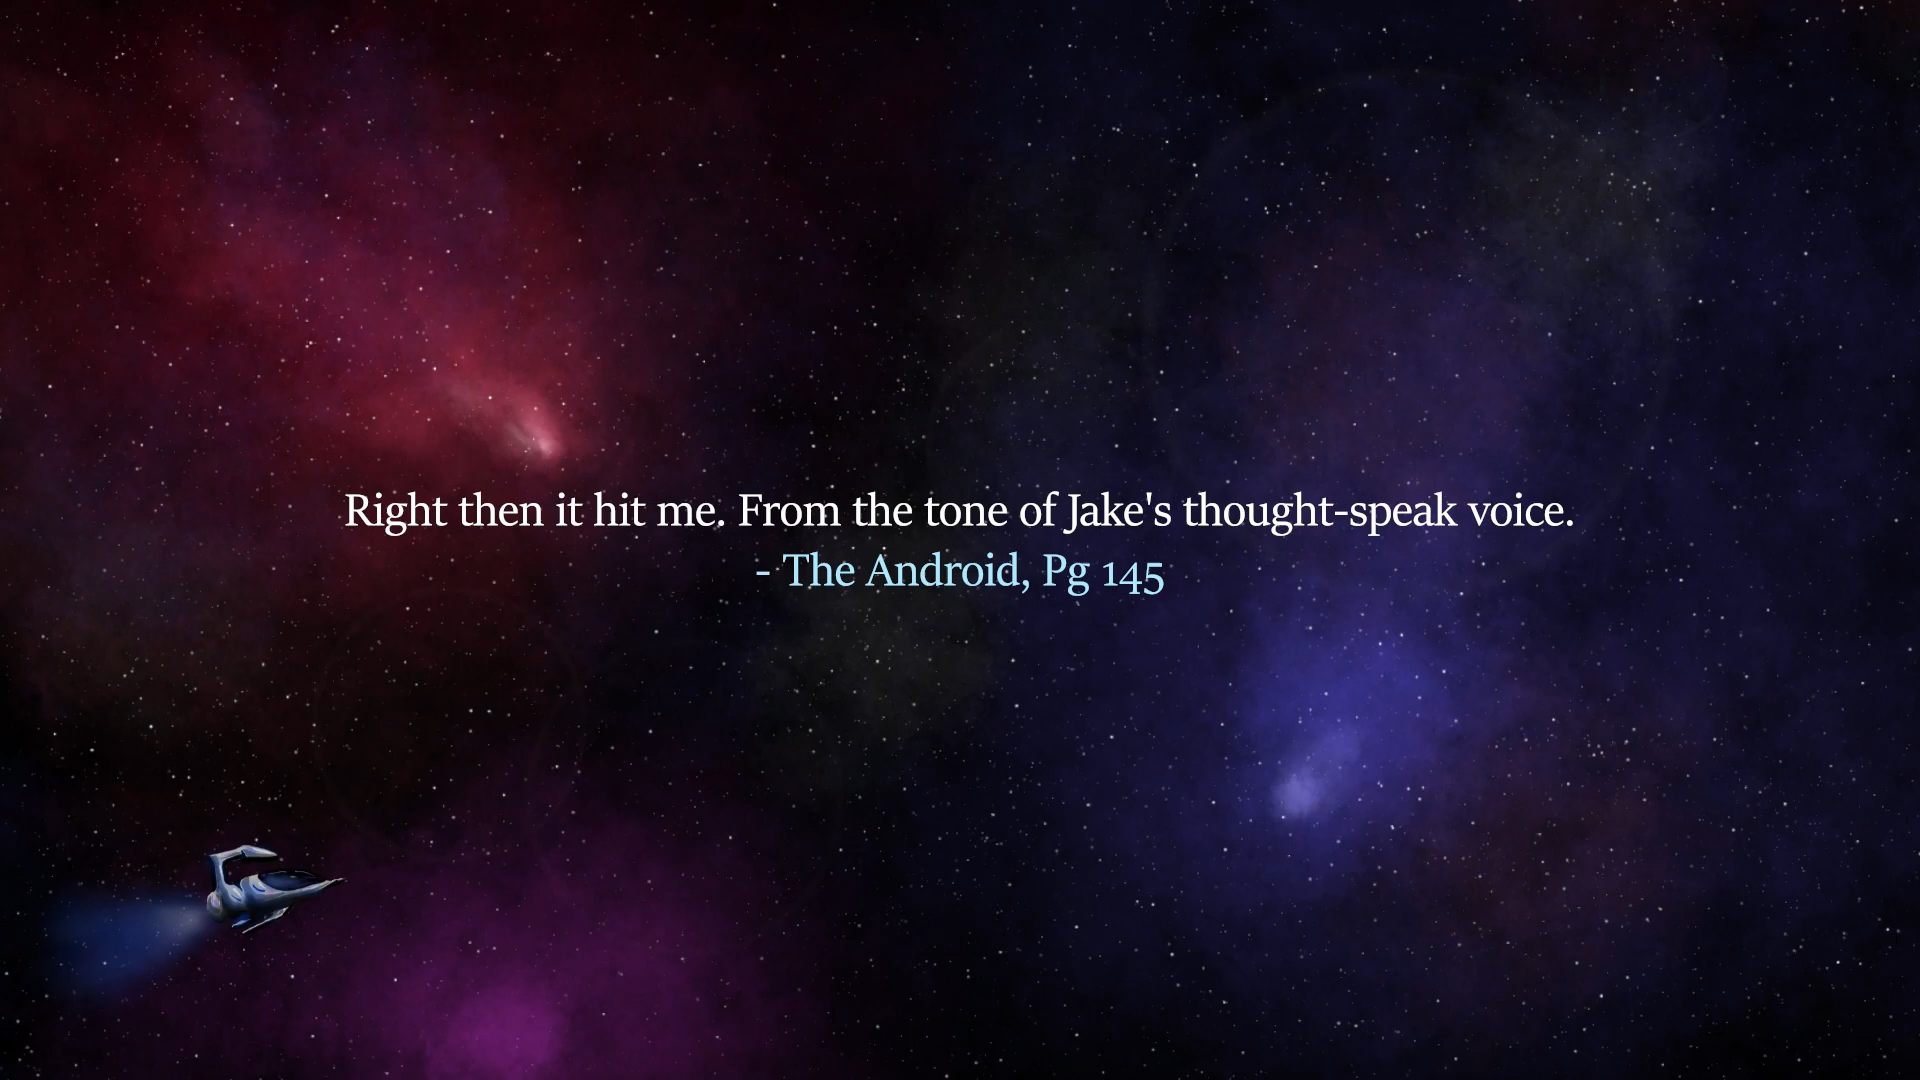 Right then it hit me. From the tone of Jake's thought-speak voice.
- The Android, Pg 145